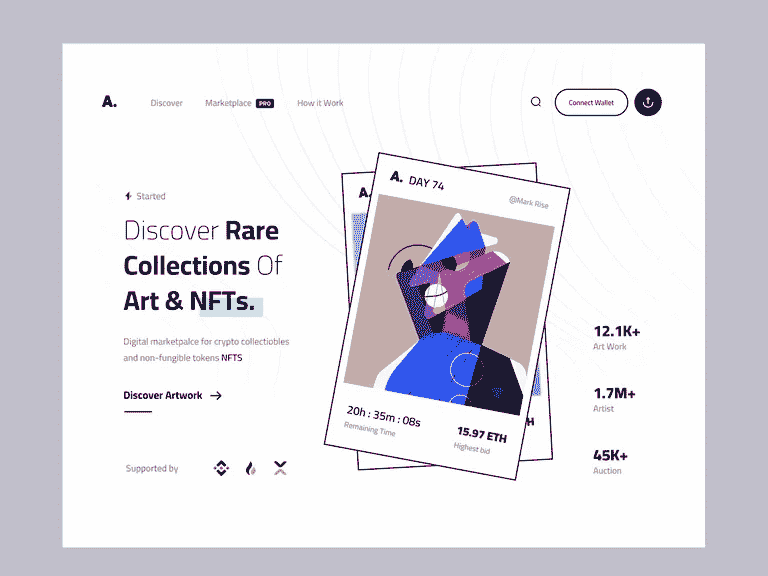 A.
Discover
Marketplace PRO
How it Work
Connect Wallet
Started
Discover Rare
Collections Of
Art & NFTs.
Digital marketpalce for crypto collectiobles
and non-fungible tokens NFTS
Discover Artwork
Supported by
A.
A. DAY 74
@Mark Rise
20h : 35m : 08s
Remaining Time
15.97 ETH
Highest bid
H
12.1K+
Art Work
1.7M+
Artist
45K+
Auction